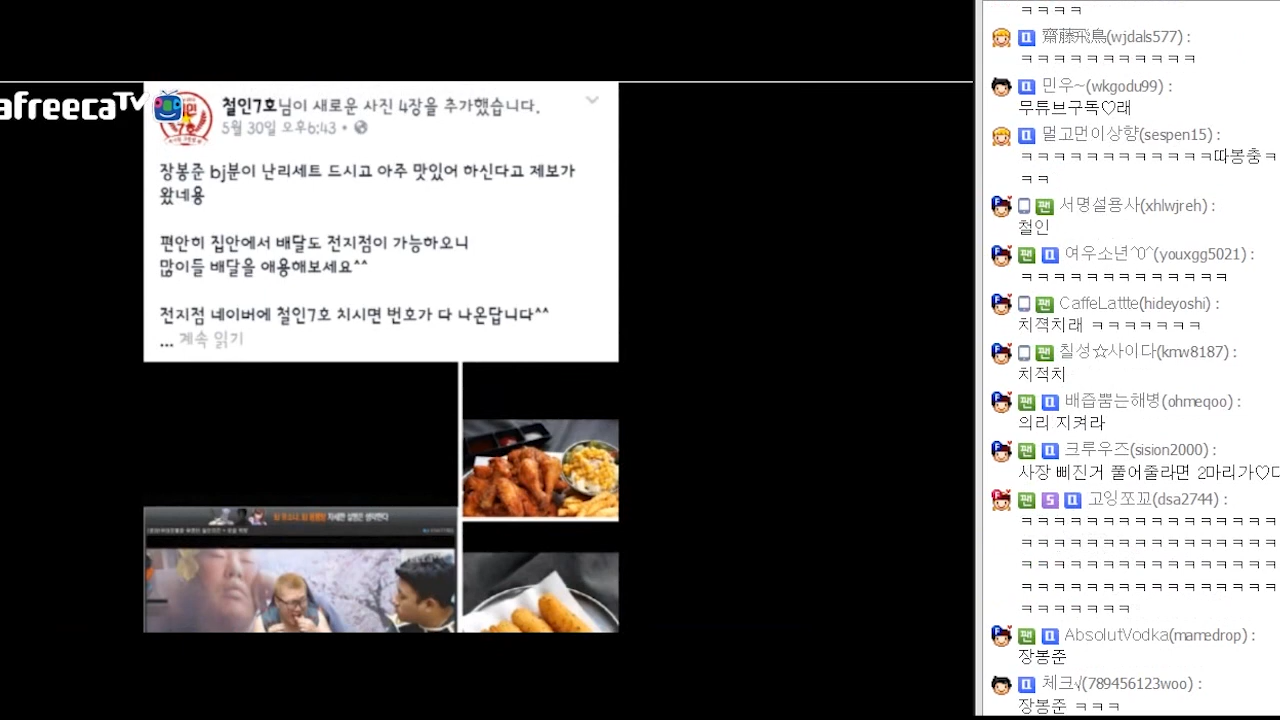 afreecaTV
철인7호님이 새로운 사진 4장을 추가했습니다.
5월 30일 오후6:43
장봉준 bj분이 난리세트 드시고 아주 맛있어 하신다고 제보가
왔네용
편안히 집안에서 배달도 전지점이 가능하오니
많이들 배달을 애용해보세요^^
전지점 네이버에 철인7호 치시면 번호가 다 나온답니다^^
... 계속 읽기
ㅋㅋㅋㅋ
齋藤飛鳥(wjdals577) :
ㅋㅋㅋㅋㅋㅋㅋㅋㅋㅋㅋ
민우~(wkgodu99) :
무튜브구독♡래
멀고먼이상향(sespen15) :
ㅋㅋㅋㅋㅋㅋㅋㅋㅋㅋㅋㅋ따봉충ㅋ
ㅋㅋ
서명설용사(xhlwjreh) :
철인
여우소년^0^(youxgg5021) :
ㅋㅋㅋㅋㅋㅋㅋㅋㅋㅋㅋㅋㅋ
CaffeLattte(hideyoshi) :
치젹치래 ㅋㅋㅋㅋㅋㅋㅋ
칠성☆사이다(kmw8187) :
치적치
배즙뿜는해병(ohmeqoo) :
의리 지켜라
크루우즈(sision2000) :
사장 삐진거 풀어줄라면 2마리가♡다
고잉쪼꼬(dsa2744) :
ㅋㅋㅋㅋㅋㅋㅋㅋㅋㅋㅋㅋㅋㅋㅋㅋ
ㅋㅋㅋㅋㅋㅋㅋㅋㅋㅋㅋㅋㅋㅋㅋㅋ
ㅋㅋㅋㅋㅋㅋㅋㅋㅋㅋㅋㅋㅋㅋㅋㅋ
ㅋㅋㅋㅋㅋㅋㅋㅋㅋㅋㅋㅋㅋㅋㅋㅋ
ㅋㅋㅋㅋㅋㅋㅋ
AbsolutVodka(mamedrop) :
장봉준
체크√(789456123woo) :
장봉준 ㅋㅋㅋ